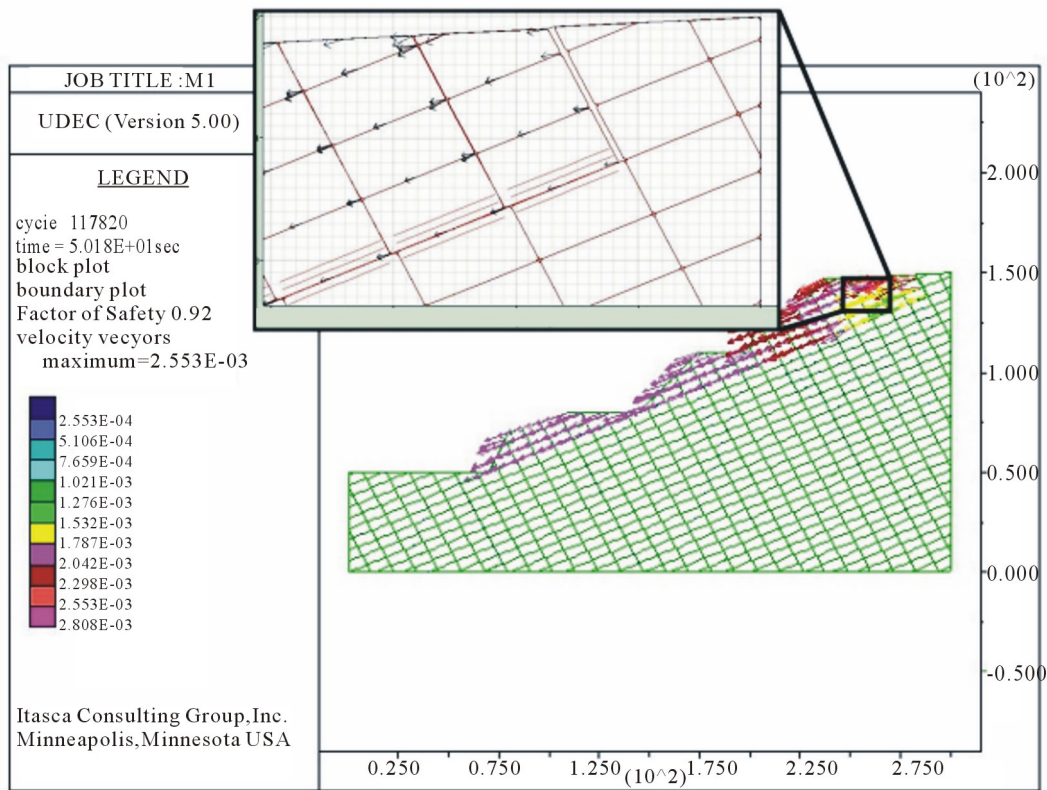 JOB TITLE :M1
UDEC (Version 5.00)
LEGEND
cycie 117820
time = 5.018E+01sec
block plot
boundary plot
Factor of Safety 0.92
velocity vecyors
maximum=2.553E-03
2.553E-04
5.106E-04
7.659E-04
1.021E-03
1.276E-03
1.532E-03
1.787E-03
2.042E-03
2.298E-03
2.553E-03
2.808E-03
Itasca Consulting Group,Inc.
Minneapolis,Minnesota USA
(10^2)
2.000
1.500
1.000
0.500
0.000
-0.500
0.250 0.750 1.250 (10^2) 1.750 2.250 2.750